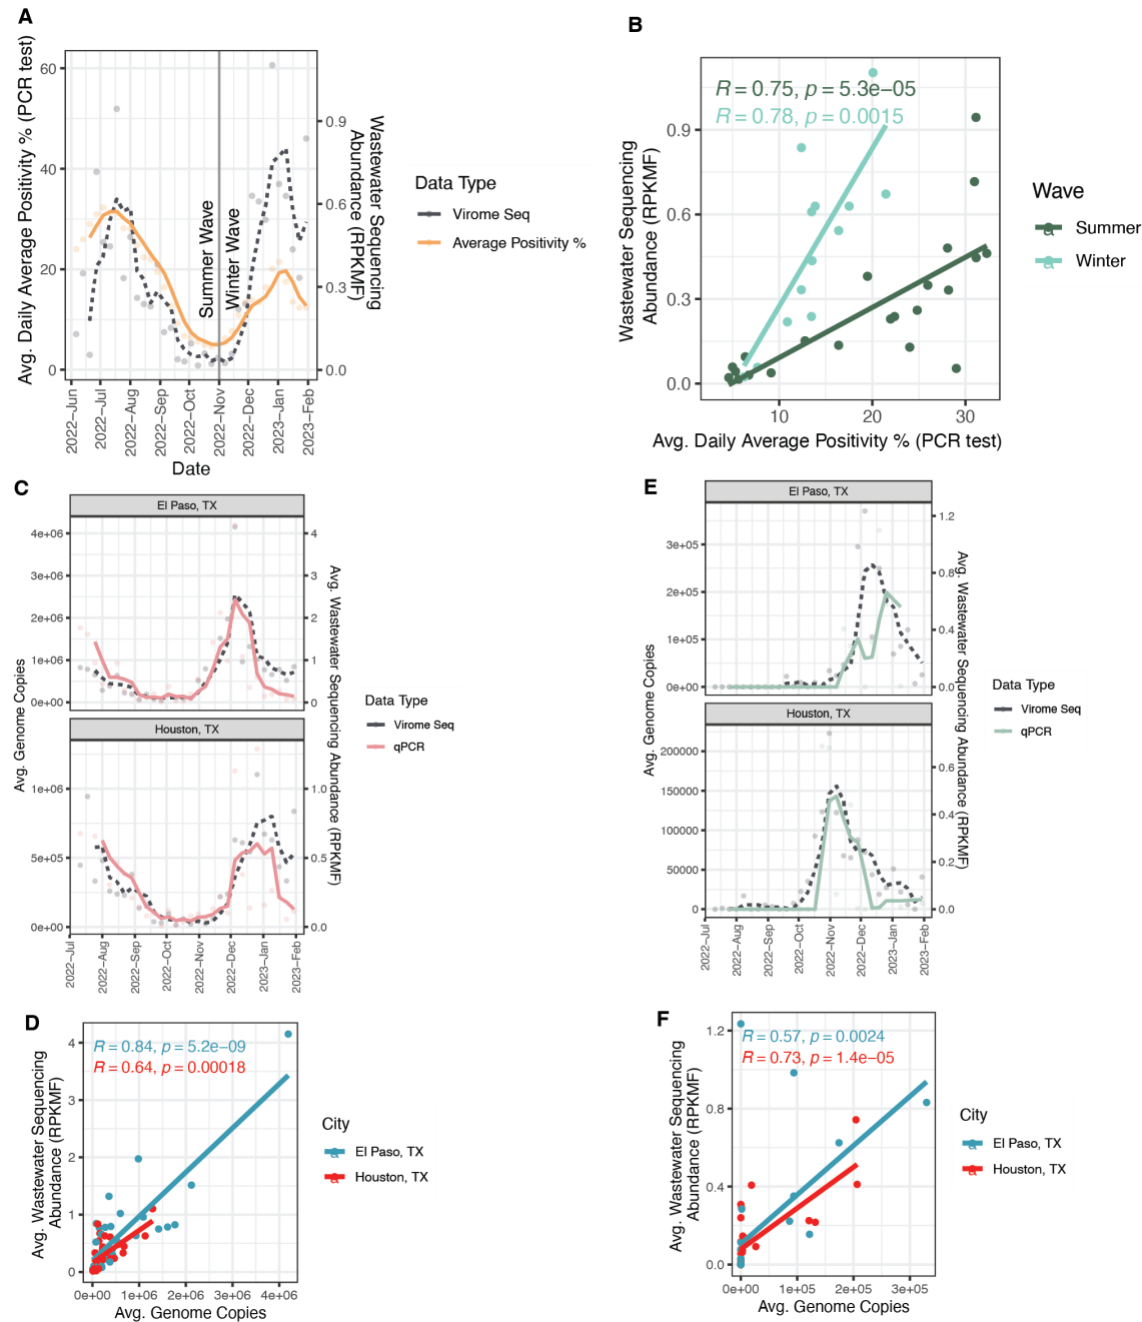 A
Avg. Daily Average Positivity % (PCR test)
60
40
20
0
0.9
0.6
0.3
0.0
Wastewater Sequencing
Abundance (RPKMF)
Summer Wave
Winter Wave
2022-Jun
2022-Jul
2022-Aug
2022-Sep
2022-Oct
2022-Nov
2022-Dec
2023-Jan
2023-Feb
Date
Data Type
Virome Seq
Average Positivity %
B
R = 0.75, p = 5.3e-05
R = 0.78, p = 0.0015
Wastewater Sequencing
Abundance (RPKMF)
0.9
0.6
0.3
0.0
10
20
30
Avg. Daily Average Positivity % (PCR test)
Wave
Summer
Winter
C
El Paso, TX
4e+06
3e+06
2e+06
1e+06
0e+00
4
3
2
1
0
Houston, TX
1e+06
5e+05
0e+00
1.0
0.5
0.0
Avg. Genome Copies
Avg. Wastewater Sequencing Abundance (RPKMF)
2022-Jul
2022-Aug
2022-Sep
2022-Oct
2022-Nov
2022-Dec
2023-Jan
2022-Feb
Data Type
Virome Seq
qPCR
E
El Paso, TX
3e+05
2e+05
1e+05
0e+00
1.2
0.8
0.4
0.0
Houston, TX
200000
150000
100000
50000
0
0.6
0.4
0.2
0.0
Avg. Genome Copies
Avg. Wastewater Sequencing Abundance (RPKMF)
2022-Jul
2022-Aug
2022-Sep
2022-Oct
2022-Nov
2022-Dec
2023-Jan
2023-Feb
Data Type
Virome Seq
qPCR
D
R = 0.84, p = 5.2e-09
R = 0.64, p = 0.00018
Avg. Wastewater Sequencing
Abundance (RPKMF)
4
3
2
1
0
0e+00
1e+06
2e+06
3e+06
4e+06
Avg. Genome Copies
City
El Paso, TX
Houston, TX
F
R = 0.57, p = 0.0024
R = 0.73, p = 1.4e-05
Avg. Wastewater Sequencing
Abundance (RPKMF)
1.2
0.8
0.4
0.0
0e+00
1e+05
2e+05
3e+05
Avg. Genome Copies
City
El Paso, TX
Houston, TX